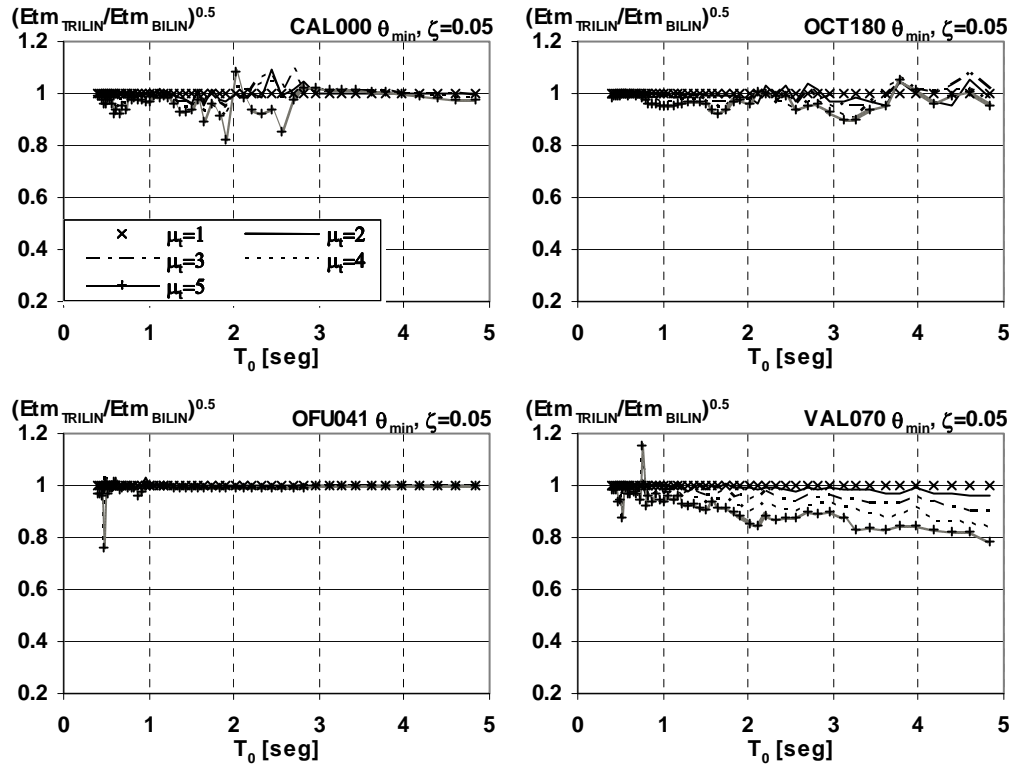 (Etm TRILIN/Etm BILIN)^0.5 CAL000 θmin, ζ=0.05
1.2
1
0.8
0.6
0.4
0.2
μt=1 μt=2
μt=3 μt=4
μt=5
0 1 2 3 4 5
T0 [seg]
(Etm TRILIN/Etm BILIN)^0.5 OCT180 θmin, ζ=0.05
1.2
1
0.8
0.6
0.4
0.2
0 1 2 3 4 5
T0 [seg]
(Etm TRILIN/Etm BILIN)^0.5 OFU041 θmin, ζ=0.05
1.2
1
0.8
0.6
0.4
0.2
0 1 2 3 4 5
T0 [seg]
(Etm TRILIN/Etm BILIN)^0.5 VAL070 θmin, ζ=0.05
1.2
1
0.8
0.6
0.4
0.2
0 1 2 3 4 5
T0 [seg]